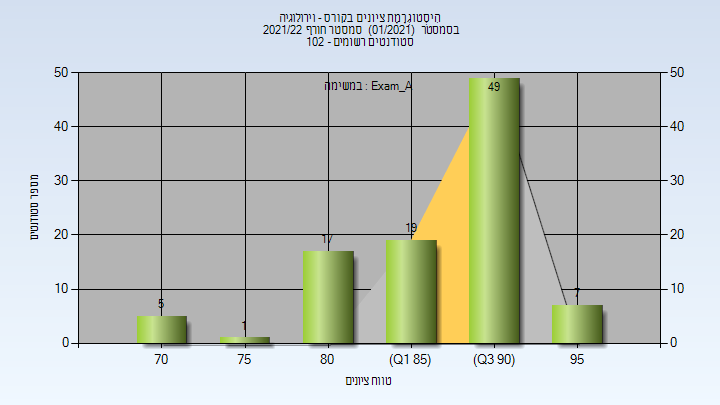 היסטוגרמת ציונים בקורס - וירולוגיה
בסמסטר (01/2021) סמסטר חורף 2021/22
סטודנטים רשומים - 102
במשימה : Exam_A
50
40
30
20
10
0
50
40
30
20
10
0
מספר סטודנטים
5
1
17
19
49
7
70
75
80
(Q1 85)
(Q3 90)
95
טווח ציונים